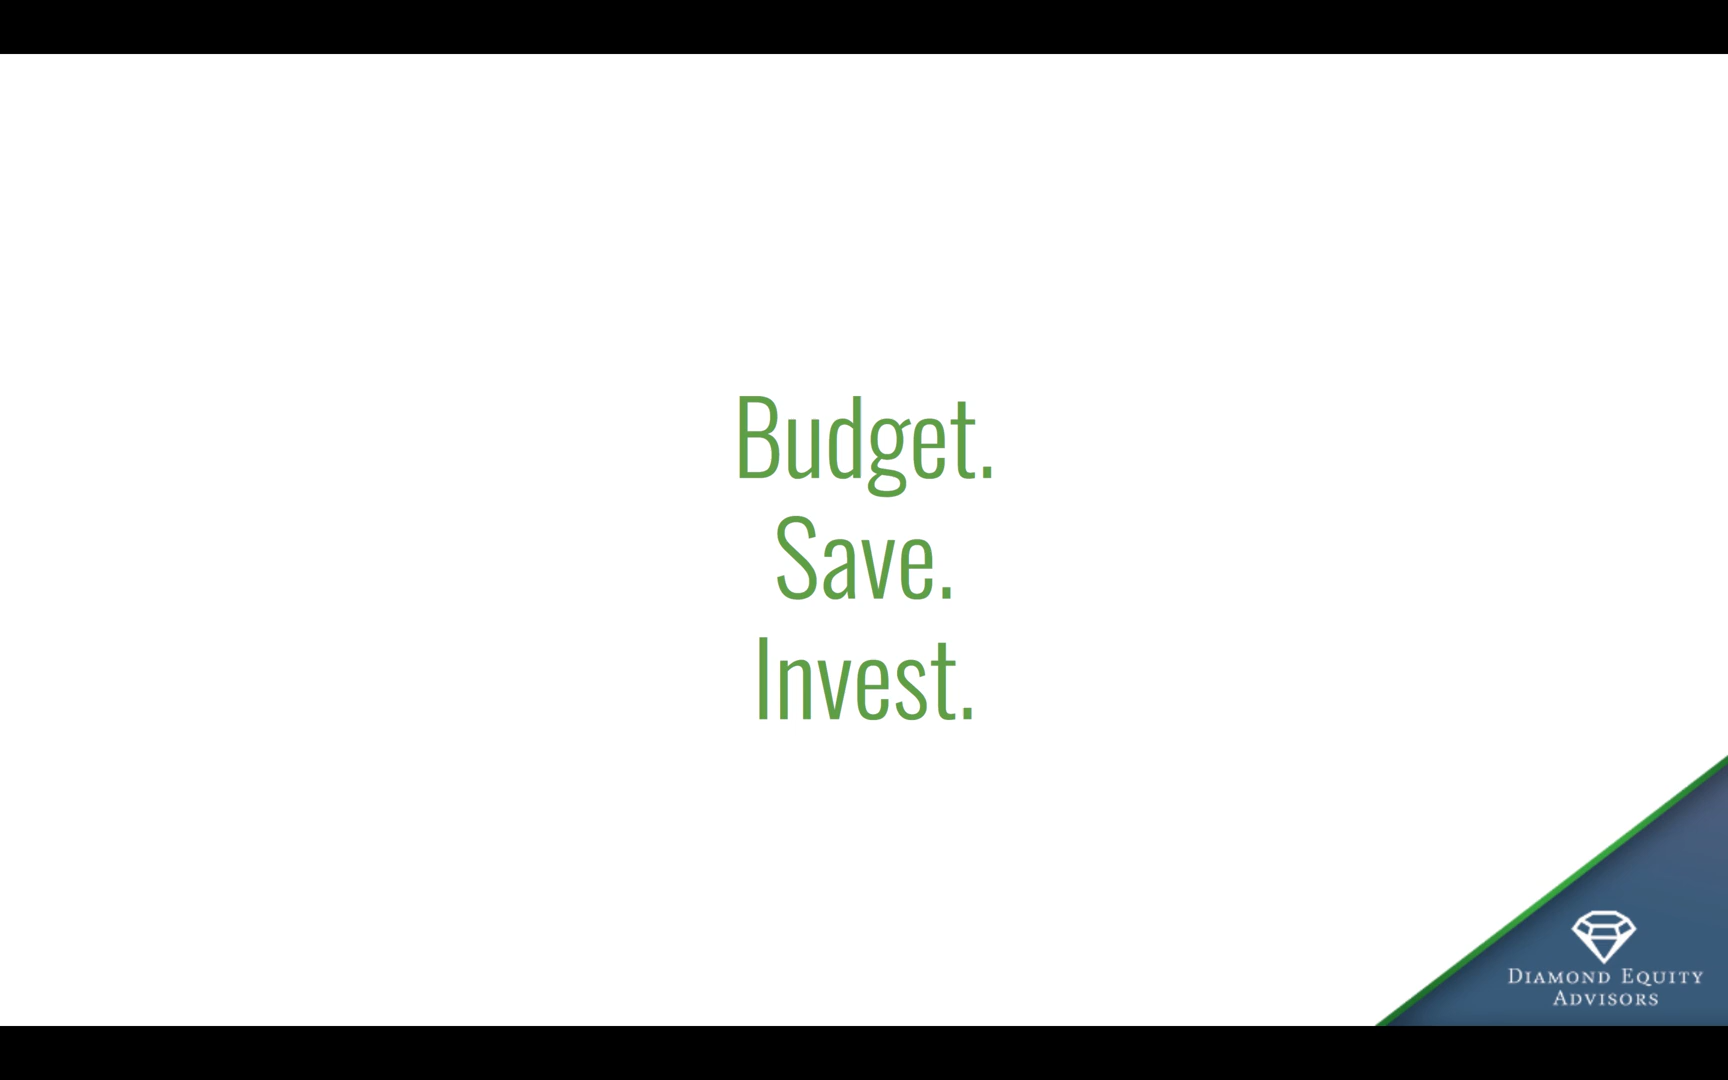 Budget.
Save.
Invest.
Diamond Equity
Advisors